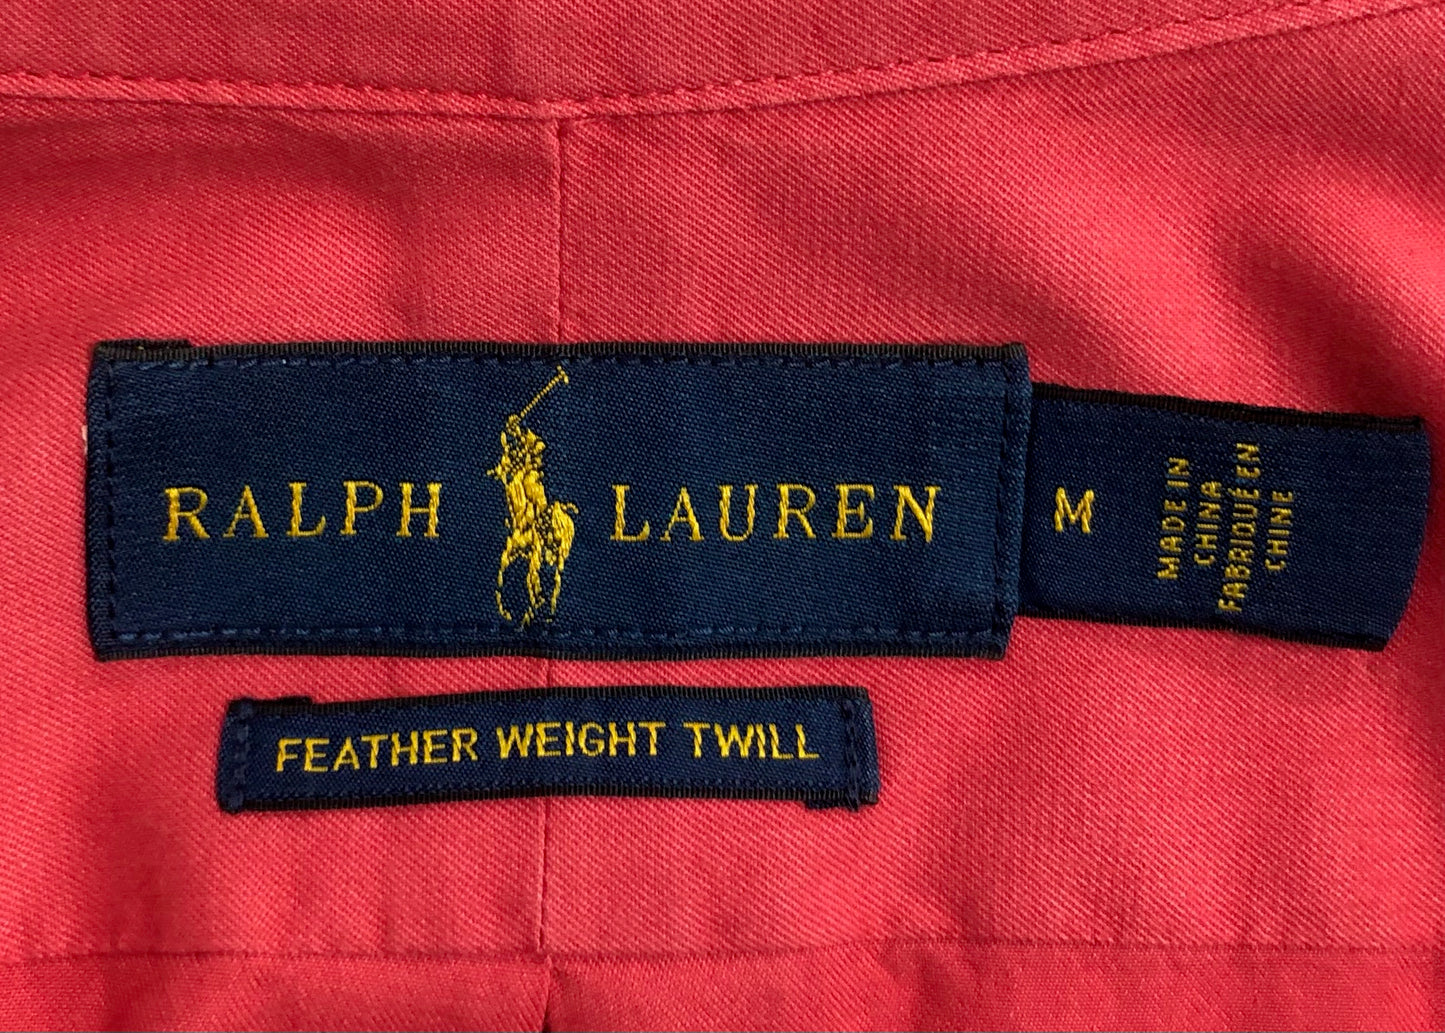 RALPH LAUREN
M
MADE IN
CHINA
FABRIQUÉ EN
CHINE
FEATHER WEIGHT TWILL